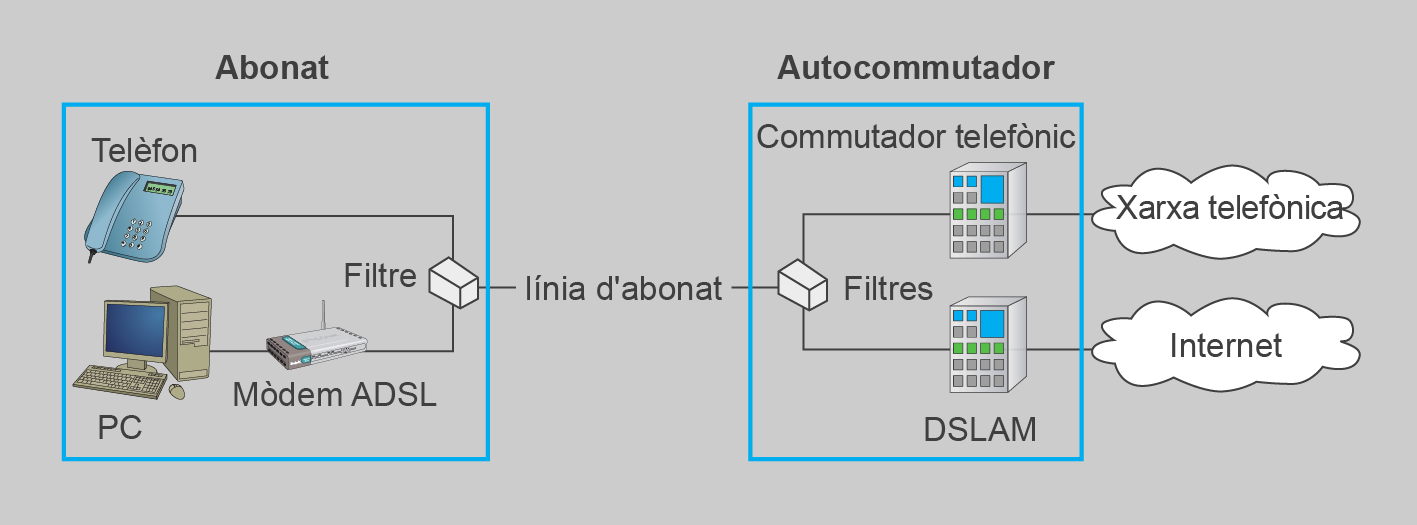 Abonat
Autocommutador
Telèfon
Commutador telefònic
Xarxa telefònica
Filtre
línia d'abonat
Filtres
Internet
Mòdem ADSL
PC
DSLAM